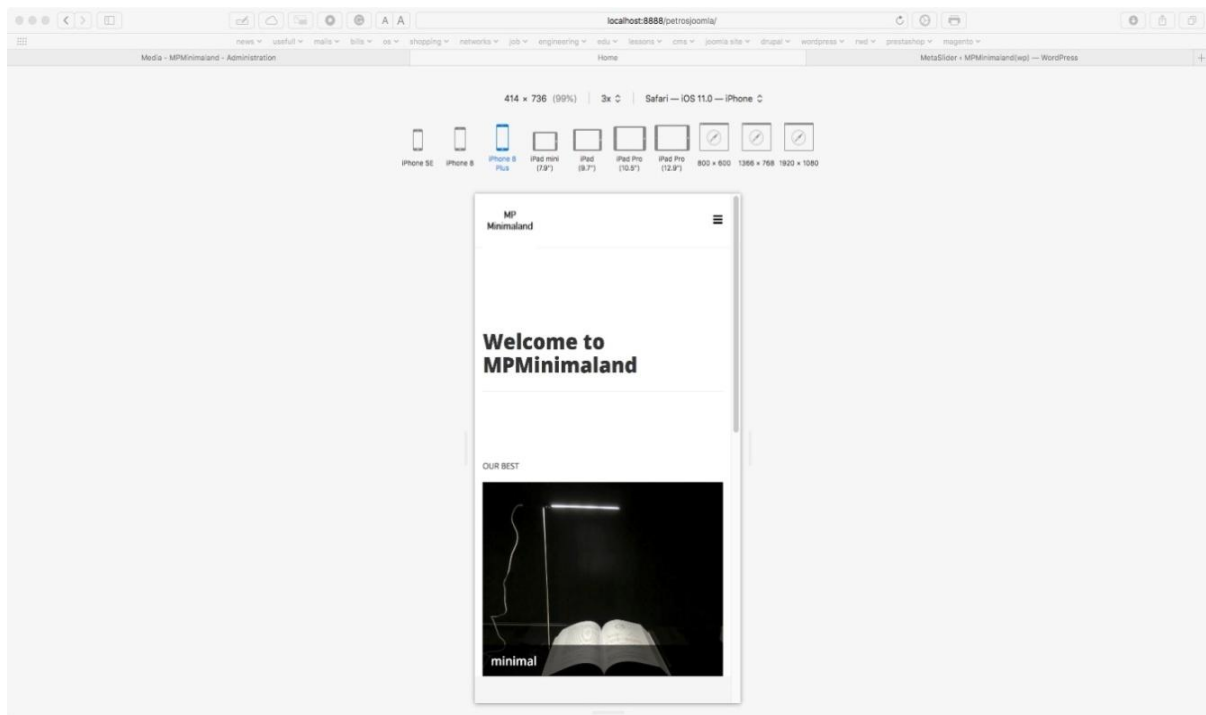 A A
localhost:8888/petrosjoomla/
news usefull mails bills os shopping networks job engineering edu lessons cms joomla site drupal wordpress rwd prestashop magento
Media - MPMinimaland - Administration Home MetaSlider ‹ MPMinimaland(wp) — WordPress +
414 × 736 (99%) 3x Safari — iOS 11.0 — iPhone
iPhone SE iPhone 8 iPhone 8 Plus iPad mini (7.9") iPad (9.7") iPad Pro (10.5") iPad Pro (12.9") 800 × 600 1366 × 768 1920 × 1080
MP
Minimaland
Welcome to
MPMinimaland
OUR BEST
minimal